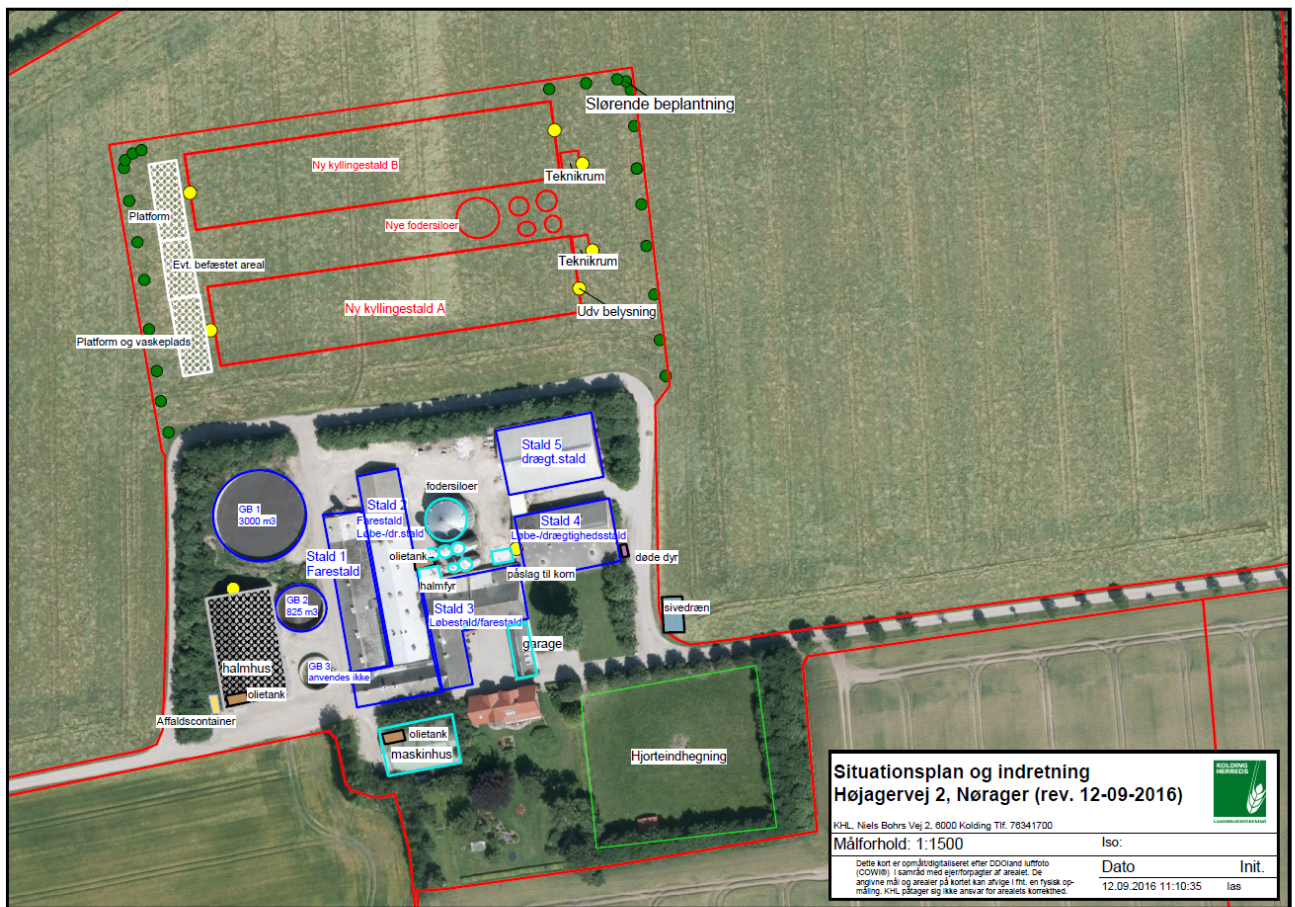 Slørende beplantning
Ny kyllingestald B
Teknikrum
Platform
Nye fodersiloer
Evt. befæstet areal
Teknikrum
Ny kyllingestald A
Udv belysning
Platform og vaskeplads
Stald 5
drægt.stald
fodersiloer
GB 1
3000 m3
Stald 2
Farestald
Løbe-/dr.stald
Stald 4
Løbe-/drægtighedsstald
Stald 1
Farestald
olietank
døde dyr
påslag til korn
halmfyr
GB 2
825 m3
Stald 3
Løbestald/farestald
sivedræn
garage
halmhus
GB 3
anvendes ikke
olietank
Affaldscontainer
olietank
maskinhus
Hjorteindhegning
Situationsplan og indretning
Højagervej 2, Nørager (rev. 12-09-2016)
KOLDING
HERREDS
LANDBRUGSFORENING
KHL, Niels Bohrs Vej 2, 6000 Kolding Tlf. 76341700
Målforhold: 1:1500
Iso:
Dette kort er opmålt/digitaliseret efter DDOland luftfoto
(COWI®) i samråd med ejer/forpagter af arealet. De
angivne mål og arealer på kortet kan afvige i fht. en fysisk op-
måling. KHL påtager sig ikke ansvar for arealets korrekthed.
Dato
Init.
12.09.2016 11:10:35
las